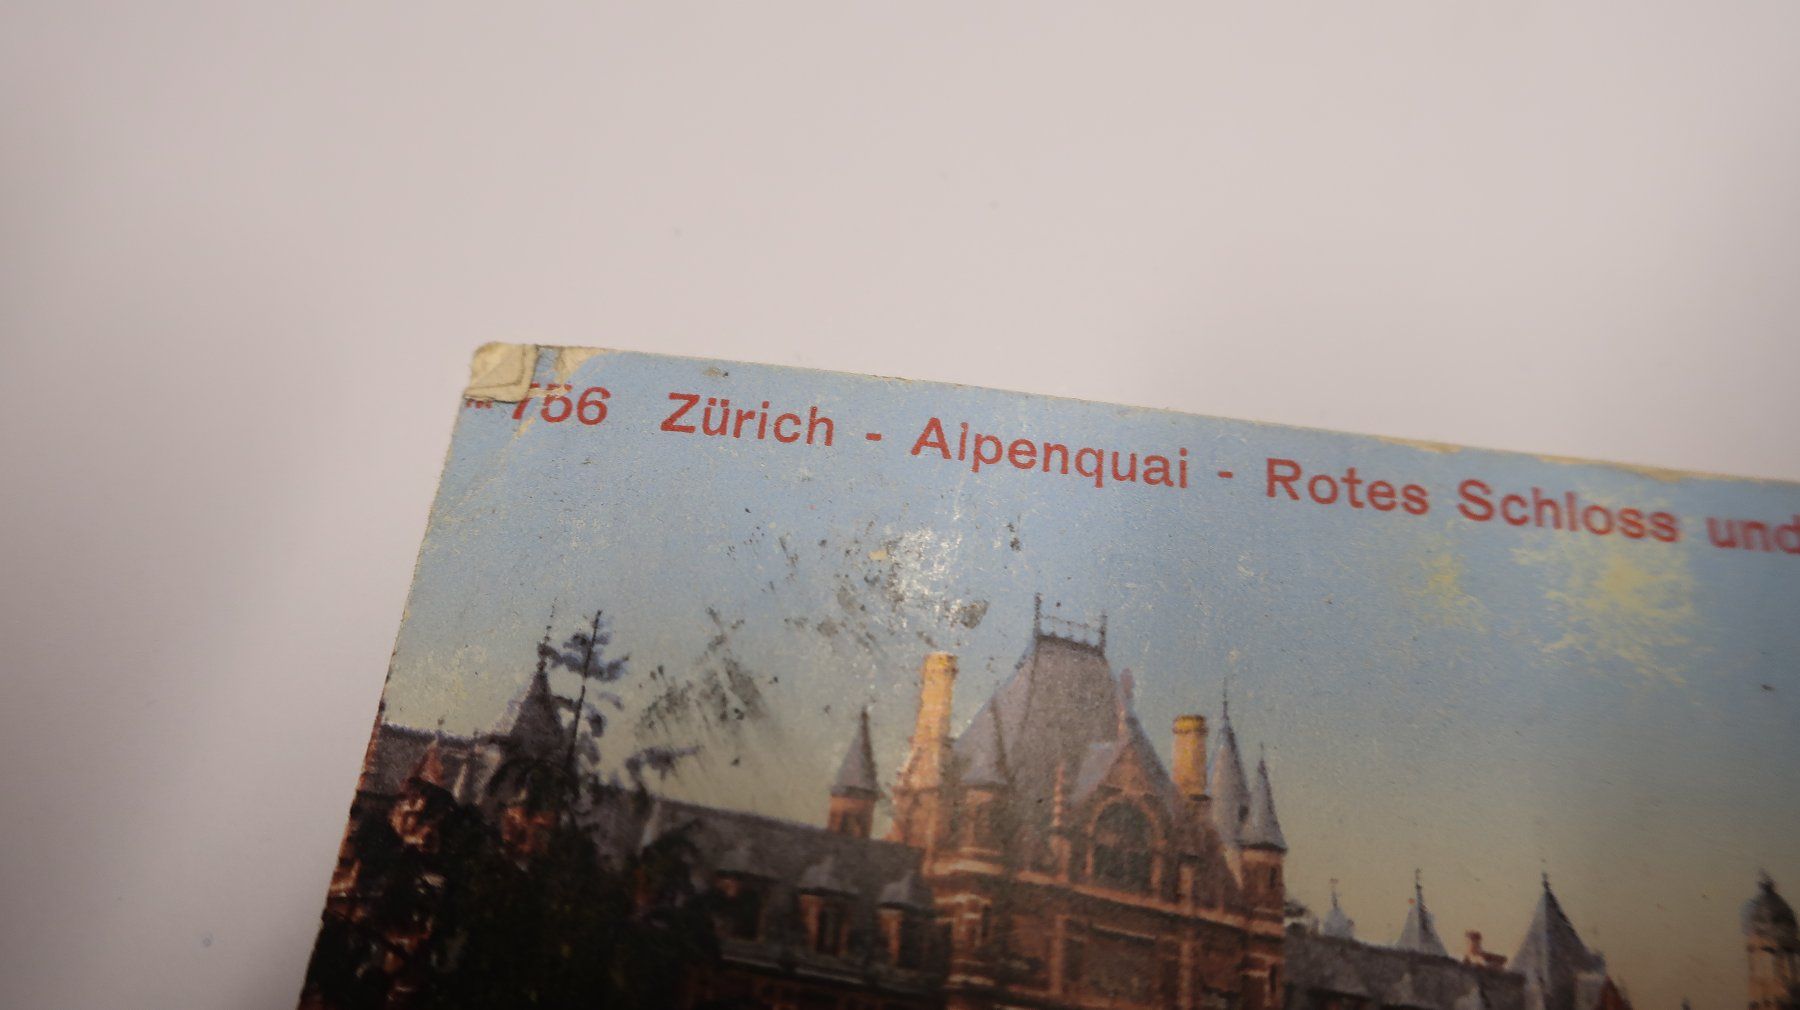 756 Zürich - Alpenquai - Rotes Schloss und